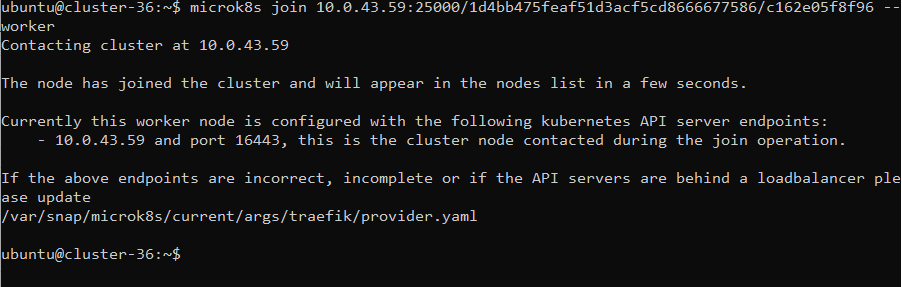 ubuntu@cluster-36:~$ microk8s join 10.0.43.59:25000/1d4bb475feaf51d3acf5cd8666677586/c162e05f8f96 --
worker
Contacting cluster at 10.0.43.59
The node has joined the cluster and will appear in the nodes list in a few seconds.
Currently this worker node is configured with the following kubernetes API server endpoints:
    - 10.0.43.59 and port 16443, this is the cluster node contacted during the join operation.
If the above endpoints are incorrect, incomplete or if the API servers are behind a loadbalancer ple
ase update
/var/snap/microk8s/current/args/traefik/provider.yaml
ubuntu@cluster-36:~$